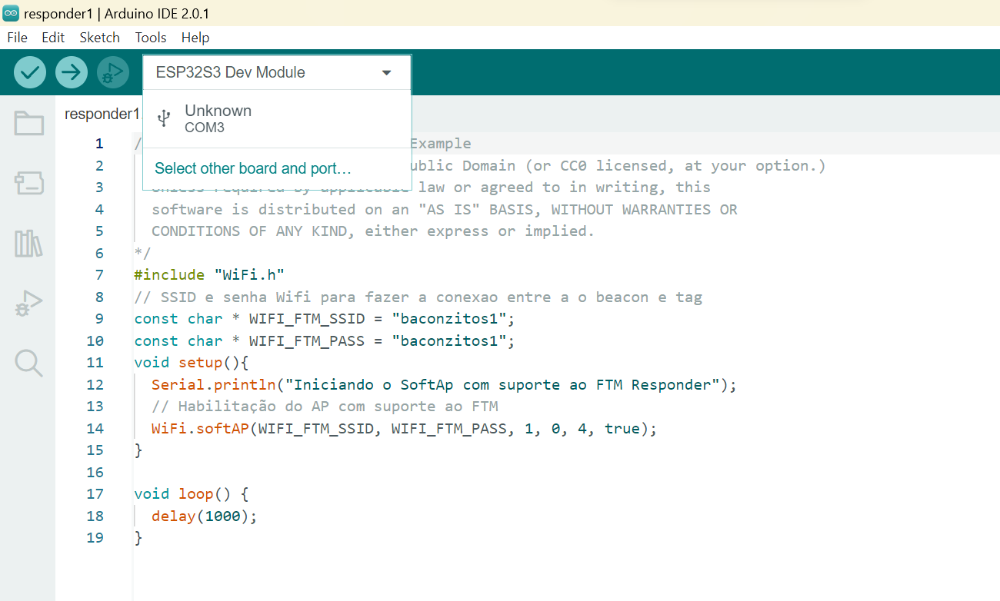 responder1 | Arduino IDE 2.0.1
File Edit Sketch Tools Help
ESP32S3 Dev Module
Unknown
COM3
Select other board and port…
responder1.
1 / Example
2 ublic Domain (or CC0 licensed, at your option.)
3 Unless required by applicable law or agreed to in writing, this
4 software is distributed on an "AS IS" BASIS, WITHOUT WARRANTIES OR
5 CONDITIONS OF ANY KIND, either express or implied.
6 */
7 #include "WiFi.h"
8 // SSID e senha Wifi para fazer a conexao entre a o beacon e tag
9 const char * WIFI_FTM_SSID = "baconzitos1";
10 const char * WIFI_FTM_PASS = "baconzitos1";
11 void setup(){
12 Serial.println("Iniciando o SoftAp com suporte ao FTM Responder");
13 // Habilitação do AP com suporte ao FTM
14 WiFi.softAP(WIFI_FTM_SSID, WIFI_FTM_PASS, 1, 0, 4, true);
15 }
16
17 void loop() {
18 delay(1000);
19 }